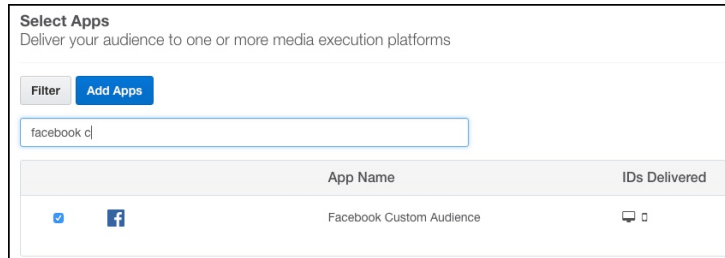 Select Apps
Deliver your audience to one or more media execution platforms
Filter Add Apps
facebook c
App Name IDs Delivered
Facebook Custom Audience